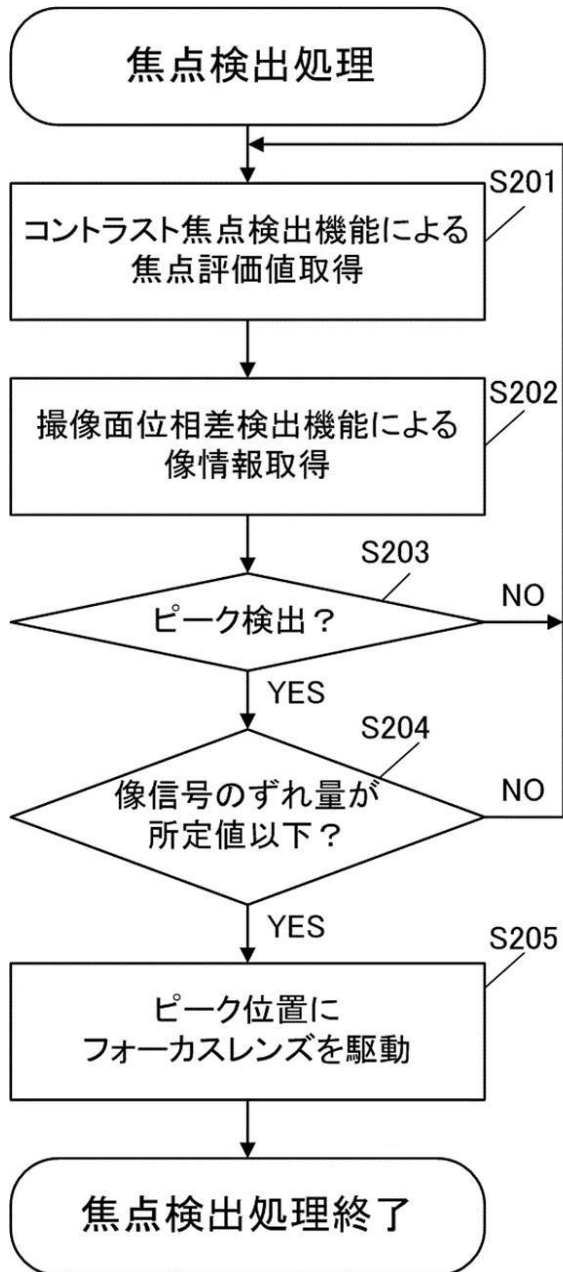 焦点検出処理
S201
コントラスト焦点検出機能による
焦点評価値取得
S202
撮像面位相差検出機能による
像情報取得
S203
ピーク検出?
NO
YES
S204
像信号のずれ量が
所定値以下?
NO
YES
S205
ピーク位置に
フォーカスレンズを駆動
焦点検出処理終了